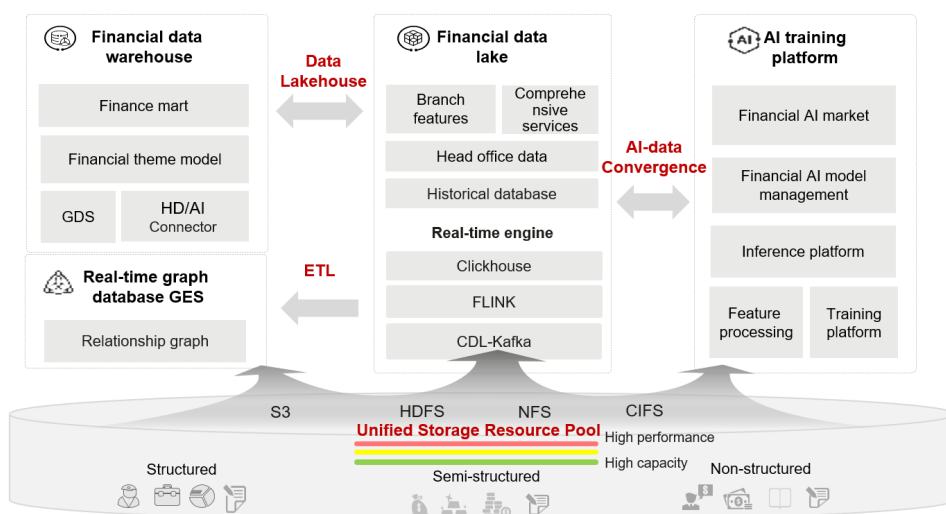 Financial data
warehouse
Finance mart
Financial theme model
GDS
HD/AI
Connector
Real-time graph
database GES
Relationship graph
Data
Lakehouse
ETL
Financial data
lake
Branch
features
Comprehe
nsive
services
Head office data
Historical database
Real-time engine
Clickhouse
FLINK
CDL-Kafka
AI-data
Convergence
AI
AI training
platform
Financial AI market
Financial AI model
management
Inference platform
Feature
processing
Training
platform
S3
HDFS
NFS
CIFS
Unified Storage Resource Pool
High performance
High capacity
Structured
Semi-structured
Non-structured